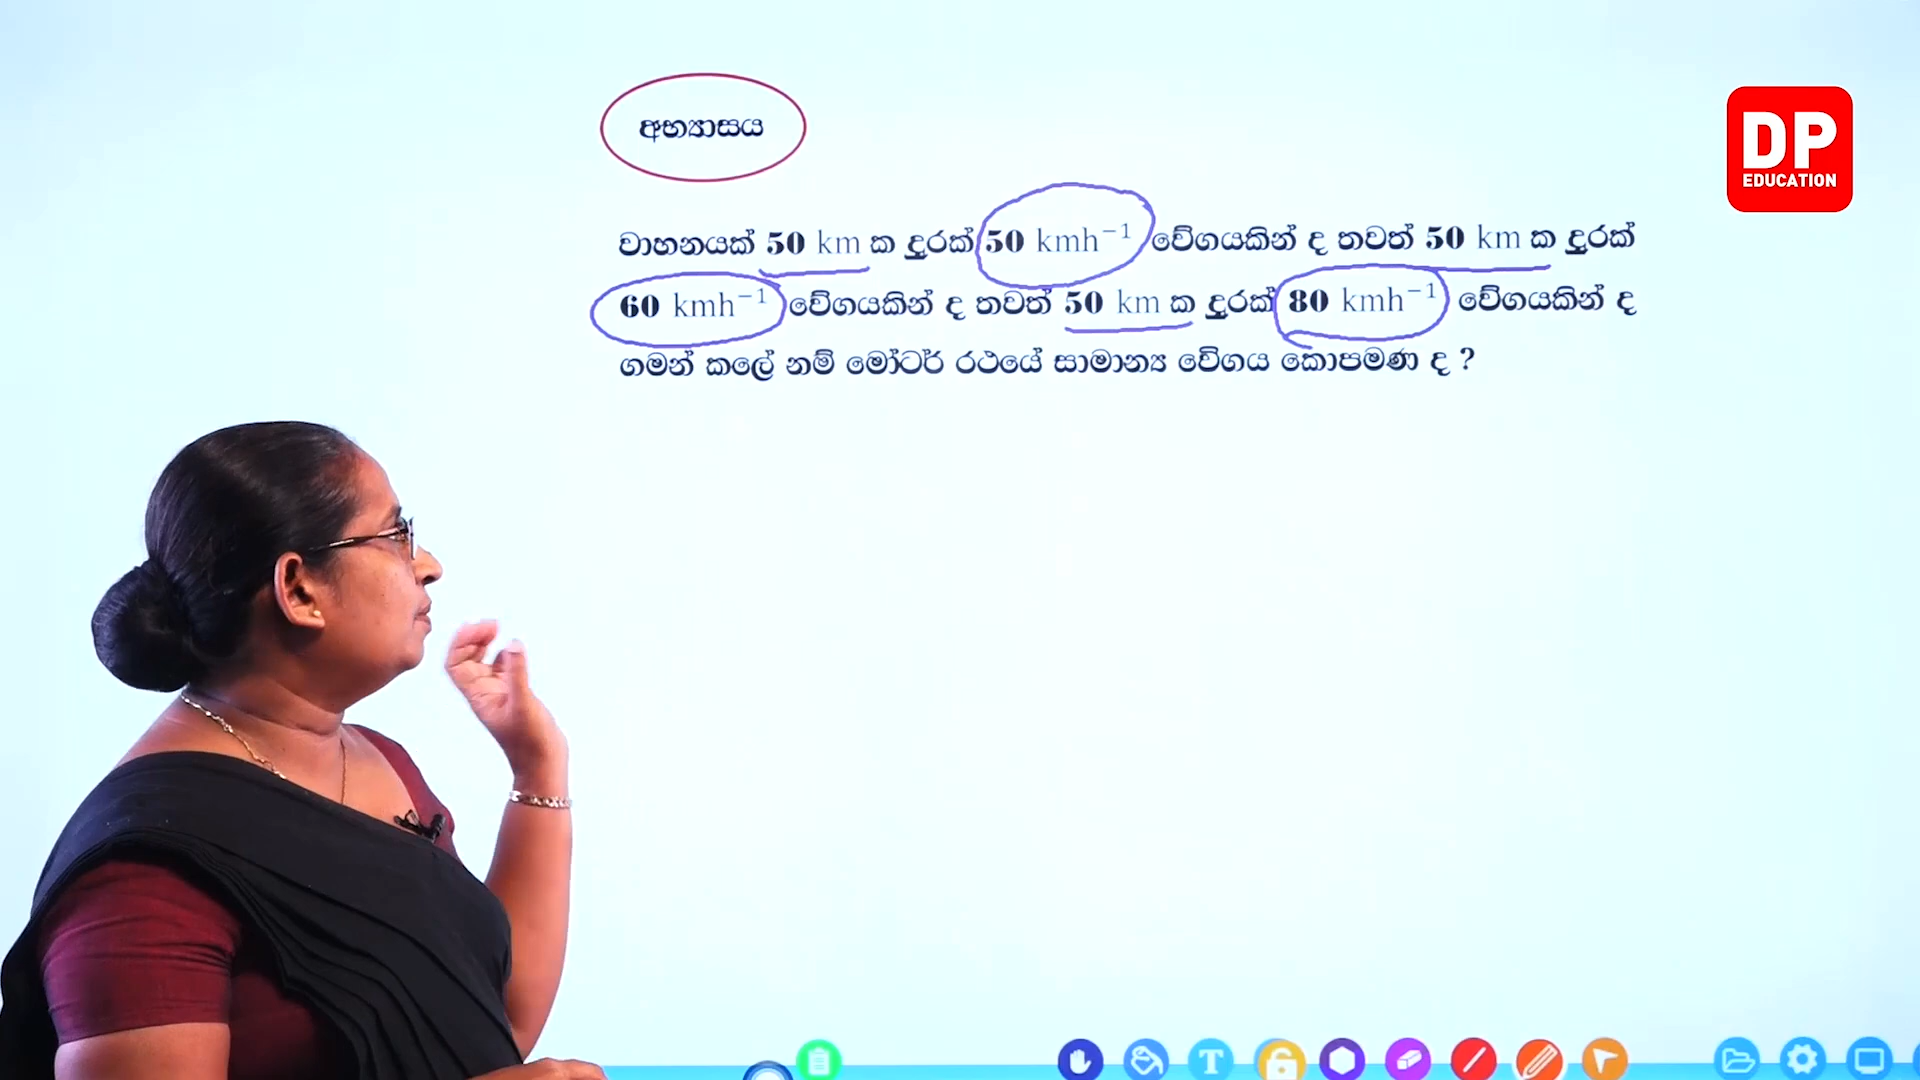 අභ්‍යාසය
DP
EDUCATION
වාහනයක් 50 km ක දුරක් 50 kmh⁻¹ වේගයකින් ද තවත් 50 km ක දුරක්
60 kmh⁻¹ වේගයකින් ද තවත් 50 km ක දුරක් 80 kmh⁻¹ වේගයකින් ද
ගමන් කලේ නම් මෝටර් රථයේ සාමාන්‍ය වේගය කොපමණ ද ?
T